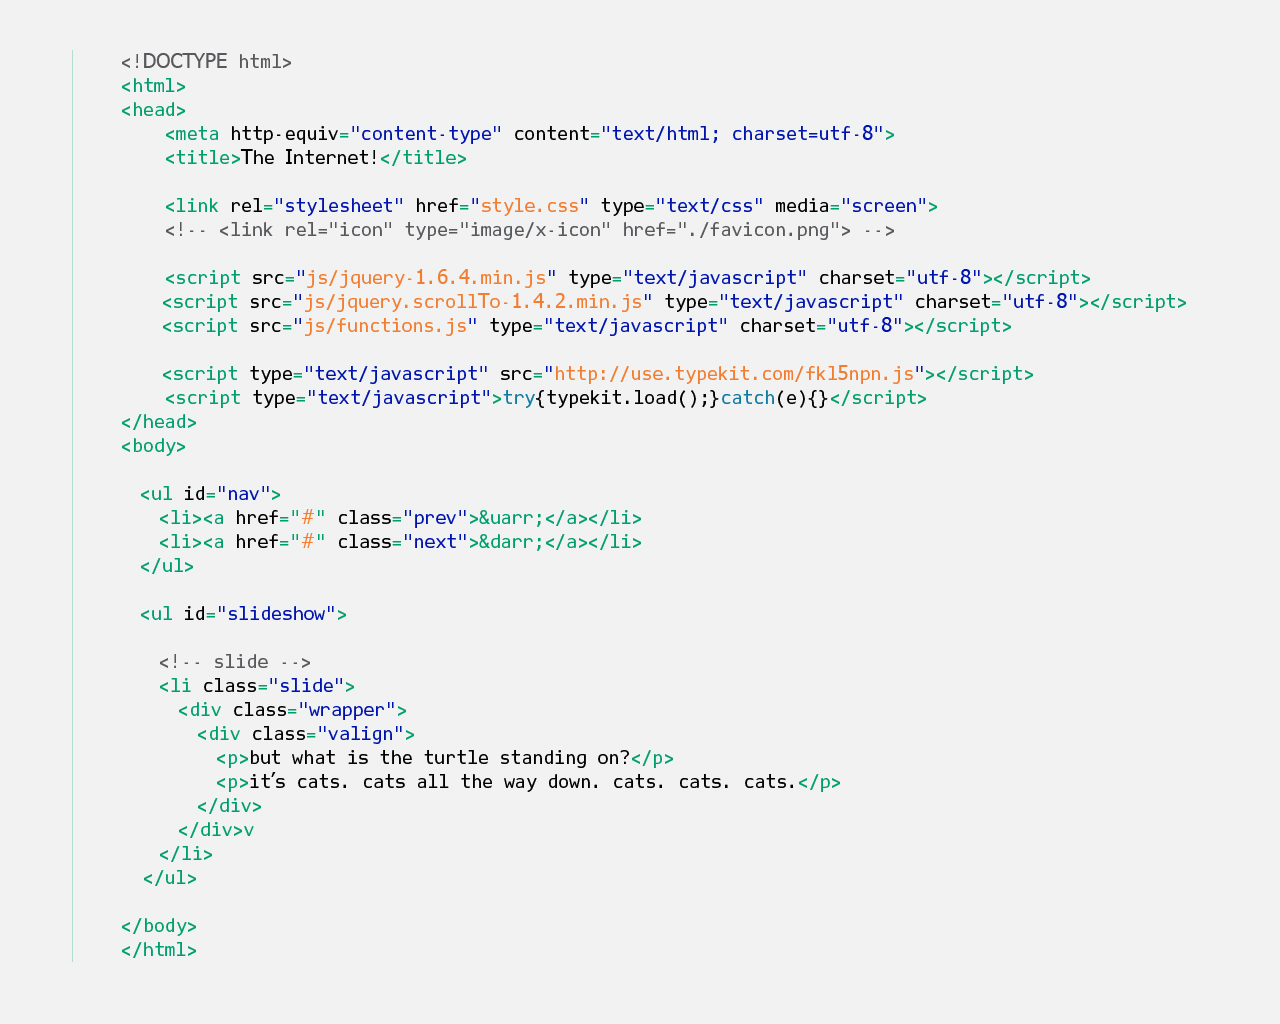 <!DOCTYPE html>
<html>
<head>
<meta http-equiv="content-type" content="text/html; charset=utf-8">
<title>The Internet!</title>
<link rel="stylesheet" href="style.css" type="text/css" media="screen">
<!-- <link rel="icon" type="image/x-icon" href="./favicon.png"> -->
<script src="js/jquery-1.6.4.min.js" type="text/javascript" charset="utf-8"></script>
<script src="js/jquery.scrollTo-1.4.2.min.js" type="text/javascript" charset="utf-8"></script>
<script src="js/functions.js" type="text/javascript" charset="utf-8"></script>
<script type="text/javascript" src="http://use.typekit.com/fkl5npn.js"></script>
<script type="text/javascript">try{typekit.load();}catch(e){}</script>
</head>
<body>
<ul id="nav">
<li><a href="#" class="prev">&uarr;</a></li>
<li><a href="#" class="next">&darr;</a></li>
</ul>
<ul id="slideshow">
<!-- slide -->
<li class="slide">
<div class="wrapper">
<div class="valign">
<p>but what is the turtle standing on?</p>
<p>it’s cats. cats all the way down. cats. cats. cats.</p>
</div>
</div>v
</li>
</ul>
</body>
</html>